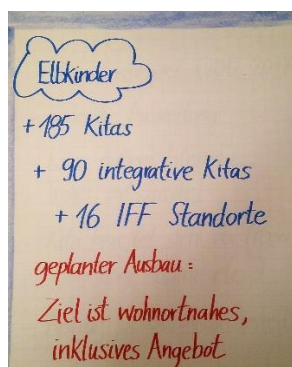 Elbkinder
+ 185 Kitas
+ 90 integrative Kitas
+ 16 IFF Standorte
geplanter Ausbau:
Ziel ist wohnortnahes,
inklusives Angebot